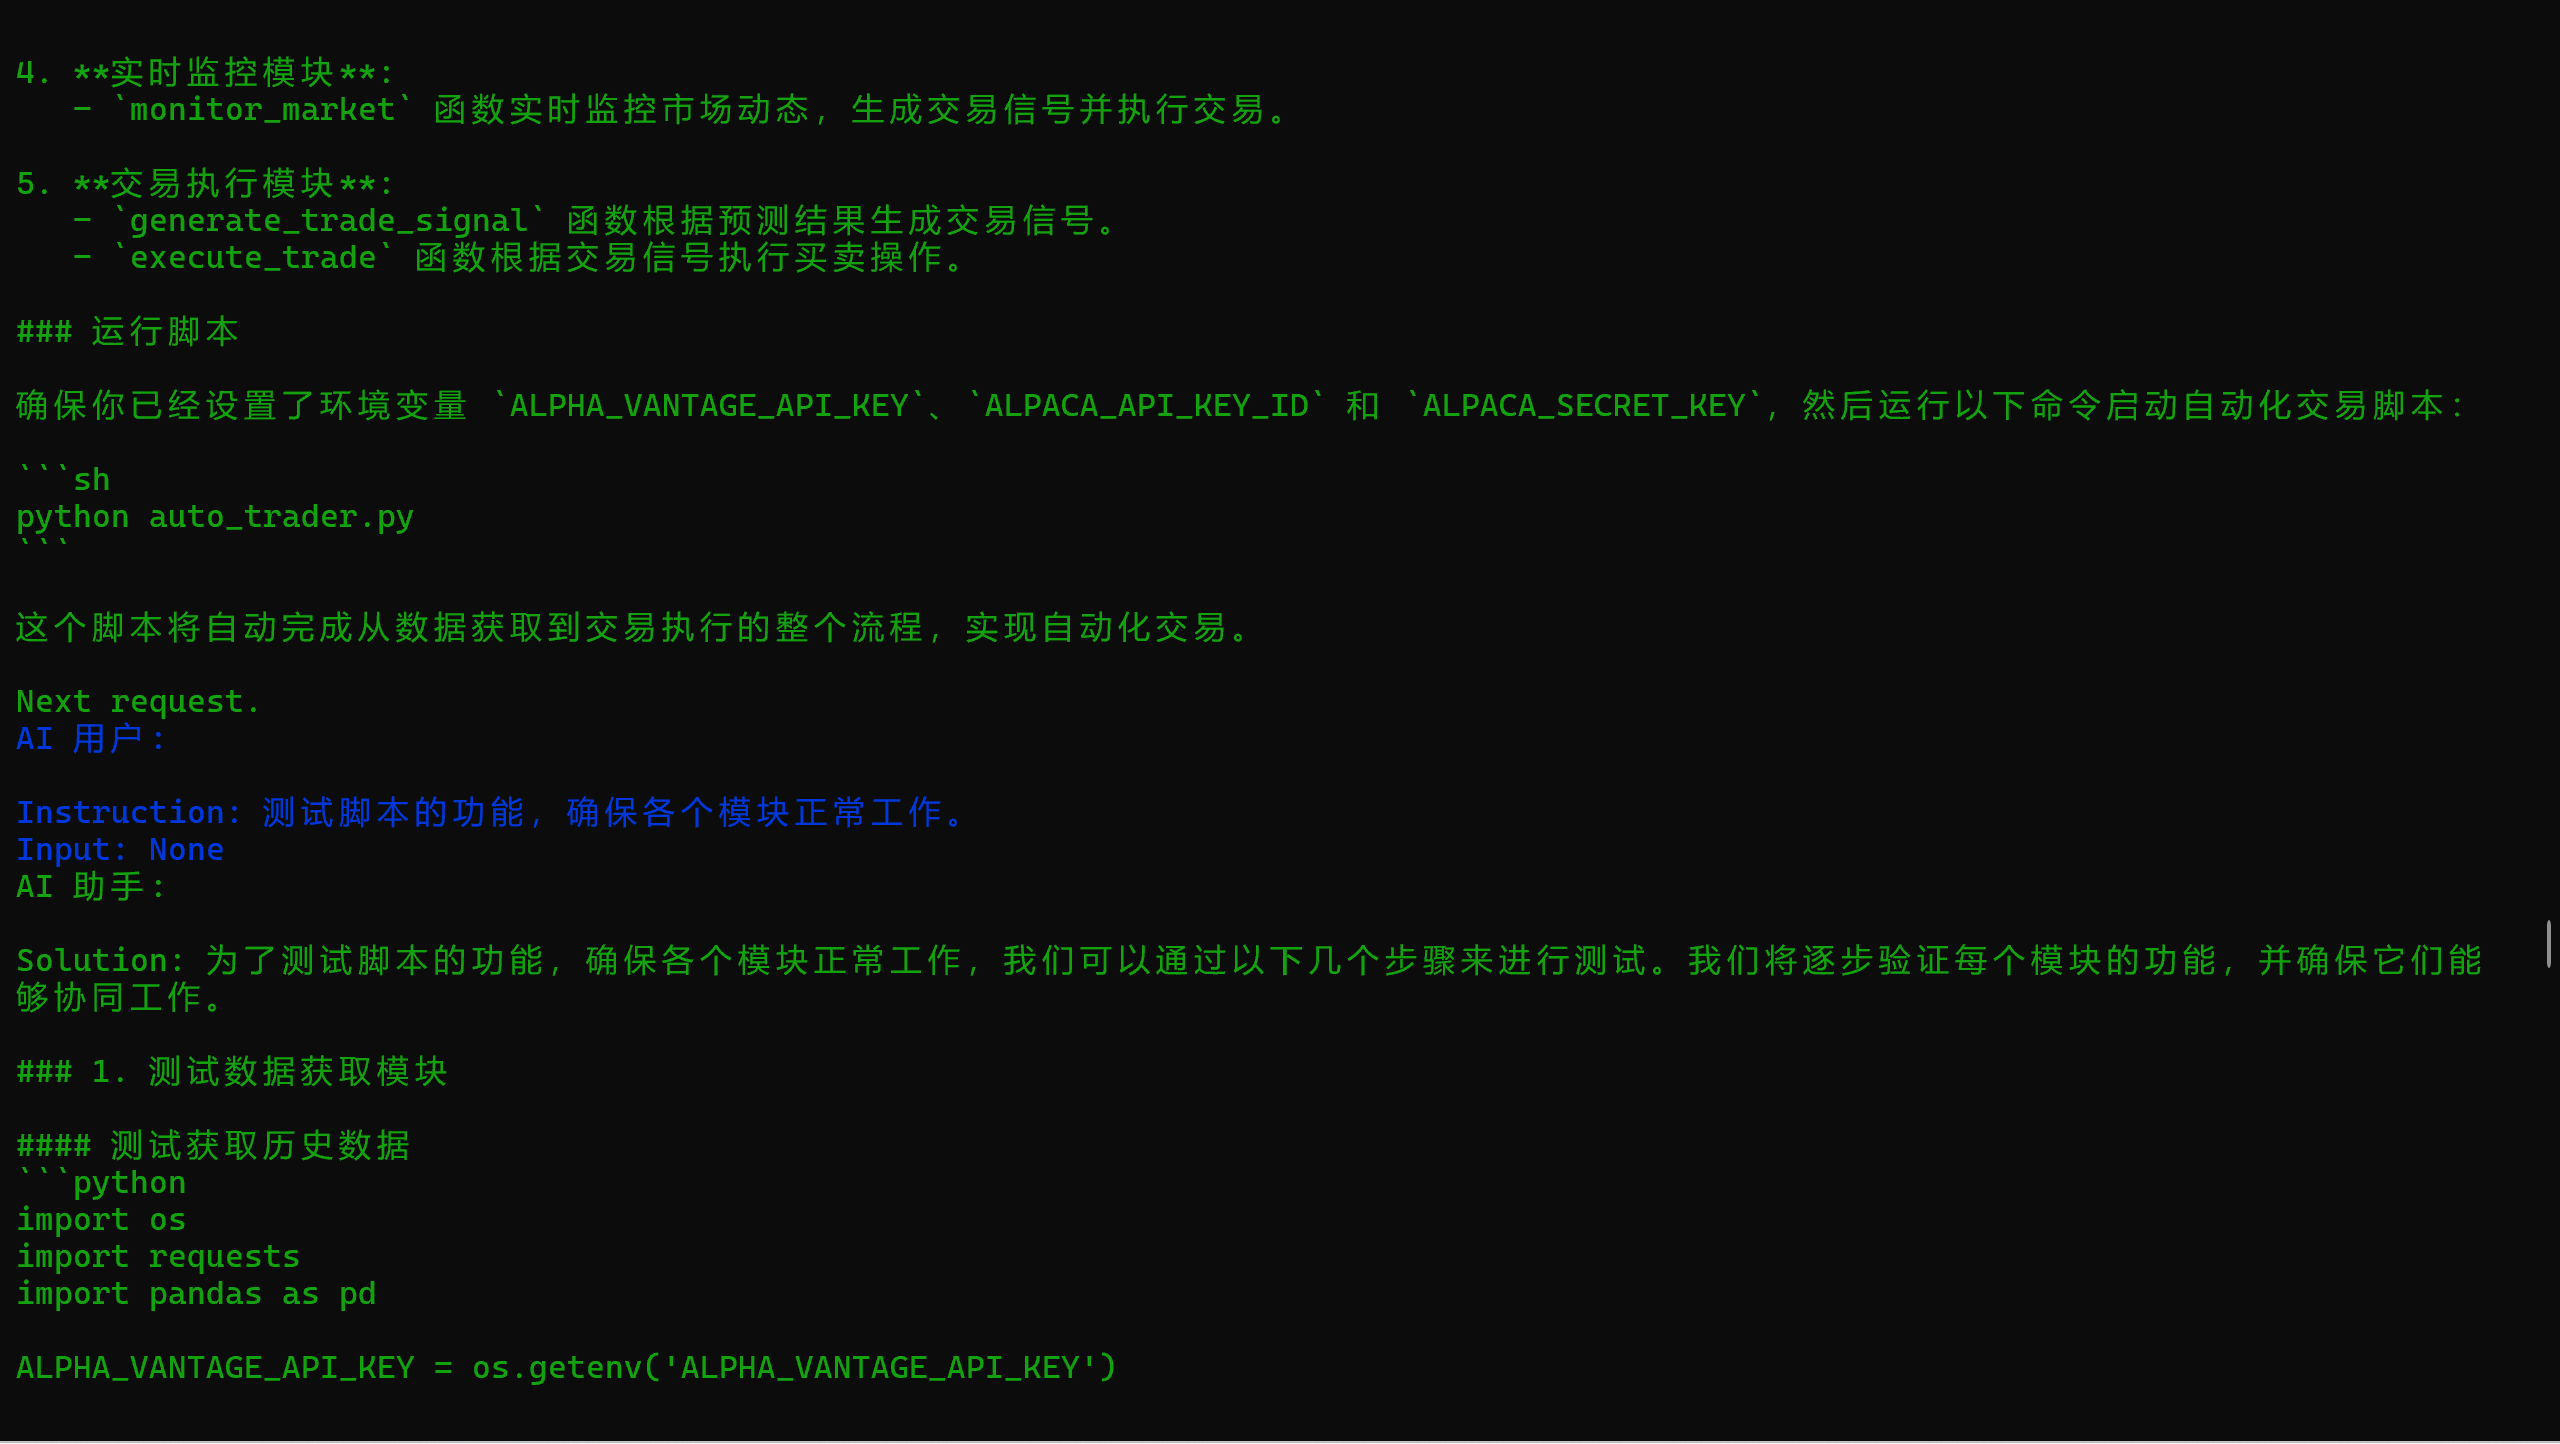 4. **实时监控模块**:
- `monitor_market` 函数实时监控市场动态，生成交易信号并执行交易。
5. **交易执行模块**:
- `generate_trade_signal` 函数根据预测结果生成交易信号。
- `execute_trade` 函数根据交易信号执行买卖操作。
### 运行脚本
确保你已经设置了环境变量 `ALPHA_VANTAGE_API_KEY`、`ALPACA_API_KEY_ID` 和 `ALPACA_SECRET_KEY`，然后运行以下命令启动自动化交易脚本：
```sh
python auto_trader.py
```
这个脚本将自动完成从数据获取到交易执行的整个流程，实现自动化交易。
Next request.
AI 用户：
Instruction: 测试脚本的功能，确保各个模块正常工作。
Input: None
AI 助手：
Solution: 为了测试脚本的功能，确保各个模块正常工作，我们可以通过以下几个步骤来进行测试。我们将逐步验证每个模块的功能，并确保它们能
够协同工作。
### 1. 测试数据获取模块
#### 测试获取历史数据
```python
import os
import requests
import pandas as pd
ALPHA_VANTAGE_API_KEY = os.getenv('ALPHA_VANTAGE_API_KEY')